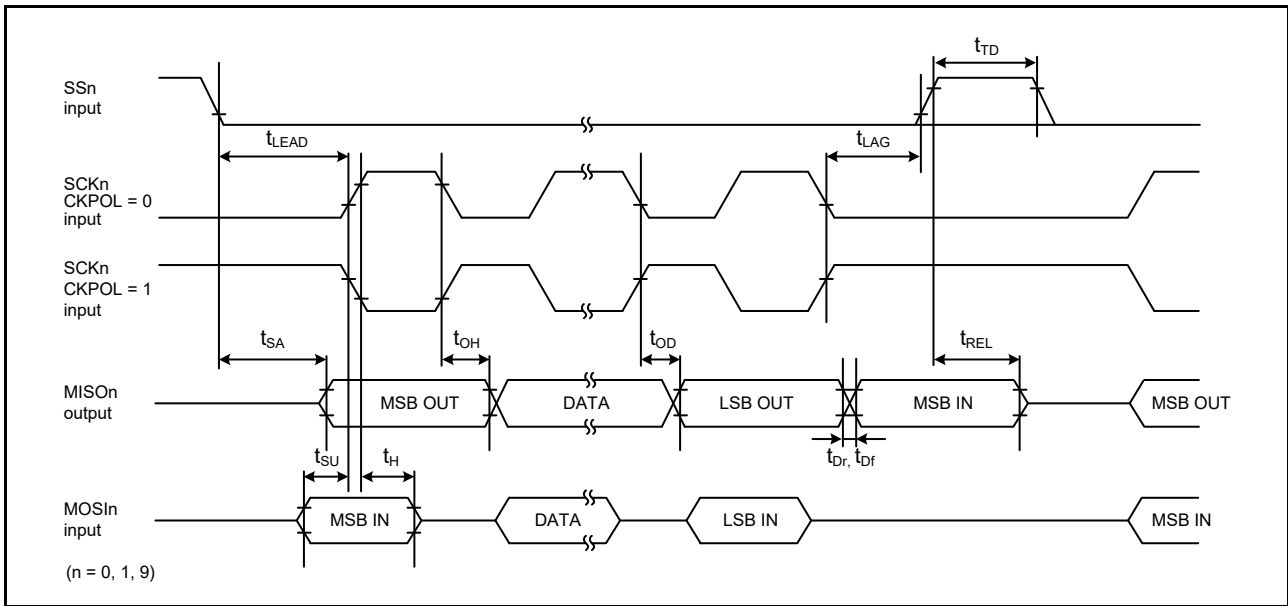 tTD
SSn
input
tLEAD
tLAG
SCKn
CKPOL = 0
input
SCKn
CKPOL = 1
input
tSA
tOH
tOD
tREL
MISOn
output
MSB OUT
DATA
LSB OUT
MSB IN
MSB OUT
tSU
tH
tDr, tDf
MOSIn
input
MSB IN
DATA
LSB IN
MSB IN
(n = 0, 1, 9)